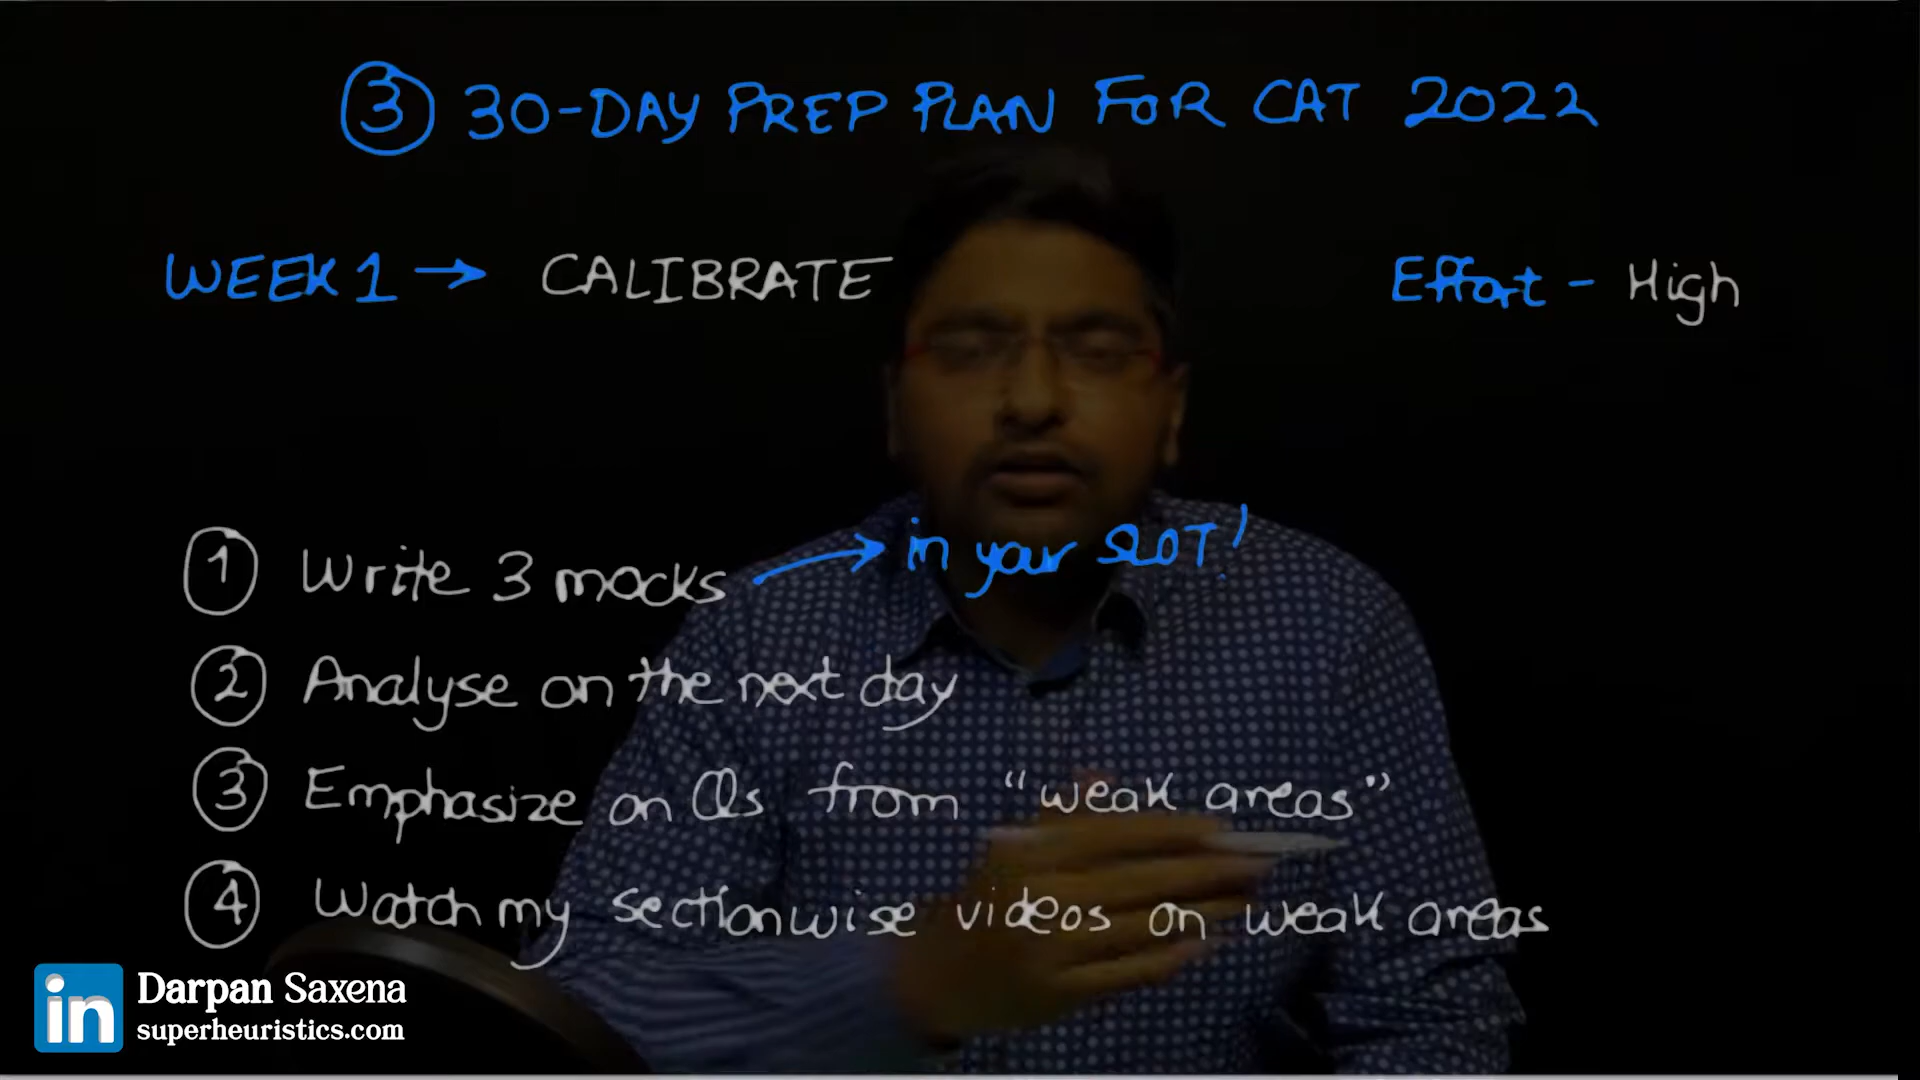 3 30-DAY PREP PLAN FOR CAT 2022
WEEK 1 → CALIBRATE Effort - High
1 Write 3 mocks → in your SLOT!
2 Analyse on the next day
3 Emphasize on Qs from "weak areas"
4 Watch my sectionwise videos on weak areas
in Darpan Saxena
superheuristics.com